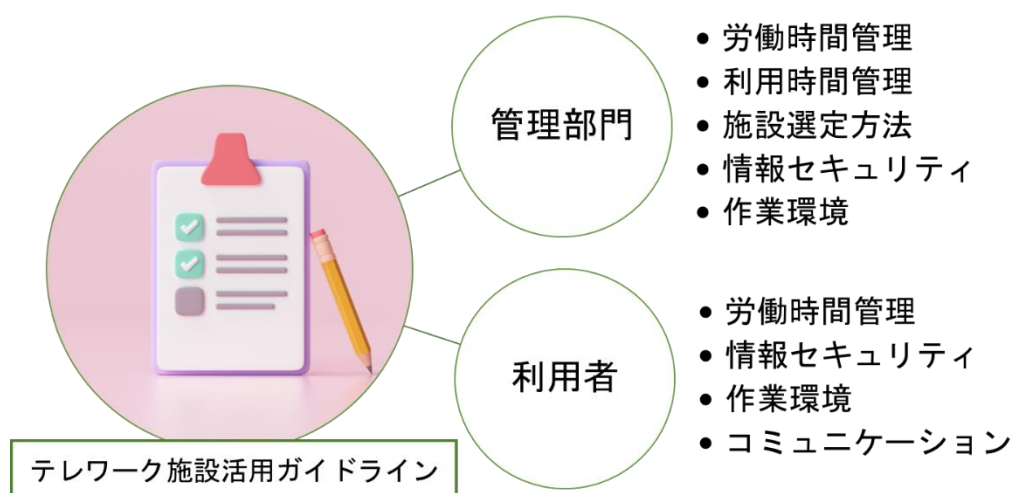 管理部門
• 労働時間管理
• 利用時間管理
• 施設選定方法
• 情報セキュリティ
• 作業環境
利用者
• 労働時間管理
• 情報セキュリティ
• 作業環境
• コミュニケーション
テレワーク施設活用ガイドライン